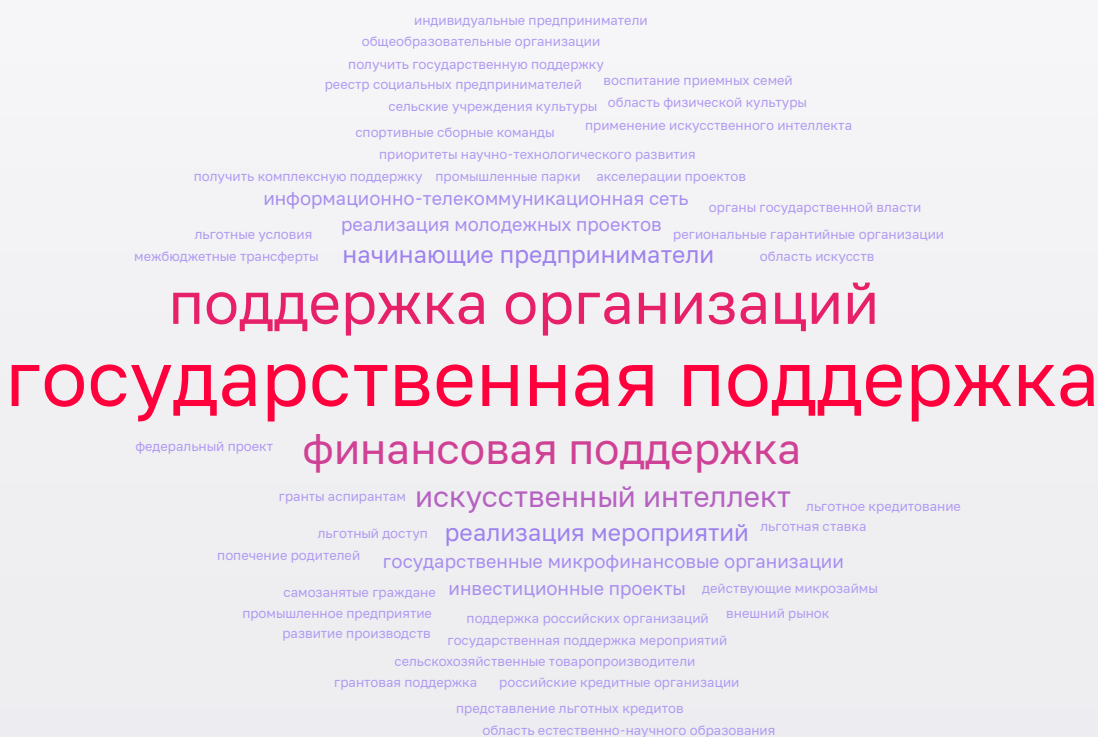 индивидуальные предприниматели
общеобразовательные организации
получить государственную поддержку
реестр социальных предпринимателей
воспитание приемных семей
сельские учреждения культуры
область физической культуры
спортивные сборные команды
применение искусственного интеллекта
приоритеты научно-технологического развития
получить комплексную поддержку
промышленные парки
акселерации проектов
информационно-телекоммуникационная сеть
органы государственной власти
реализация молодежных проектов
льготные условия
региональные гарантийные организации
межбюджетные трансферты
начинающие предприниматели
область искусств
поддержка организаций
государственная поддержка
федеральный проект
финансовая поддержка
гранты аспирантам
искусственный интеллект
льготное кредитование
льготный доступ
реализация мероприятий
льготная ставка
попечение родителей
государственные микрофинансовые организации
самозанятые граждане
инвестиционные проекты
действующие микрозаймы
промышленное предприятие
поддержка российских организаций
внешний рынок
развитие производств
государственная поддержка мероприятий
сельскохозяйственные товаропроизводители
грантовая поддержка
российские кредитные организации
представление льготных кредитов
область естественно-научного образования